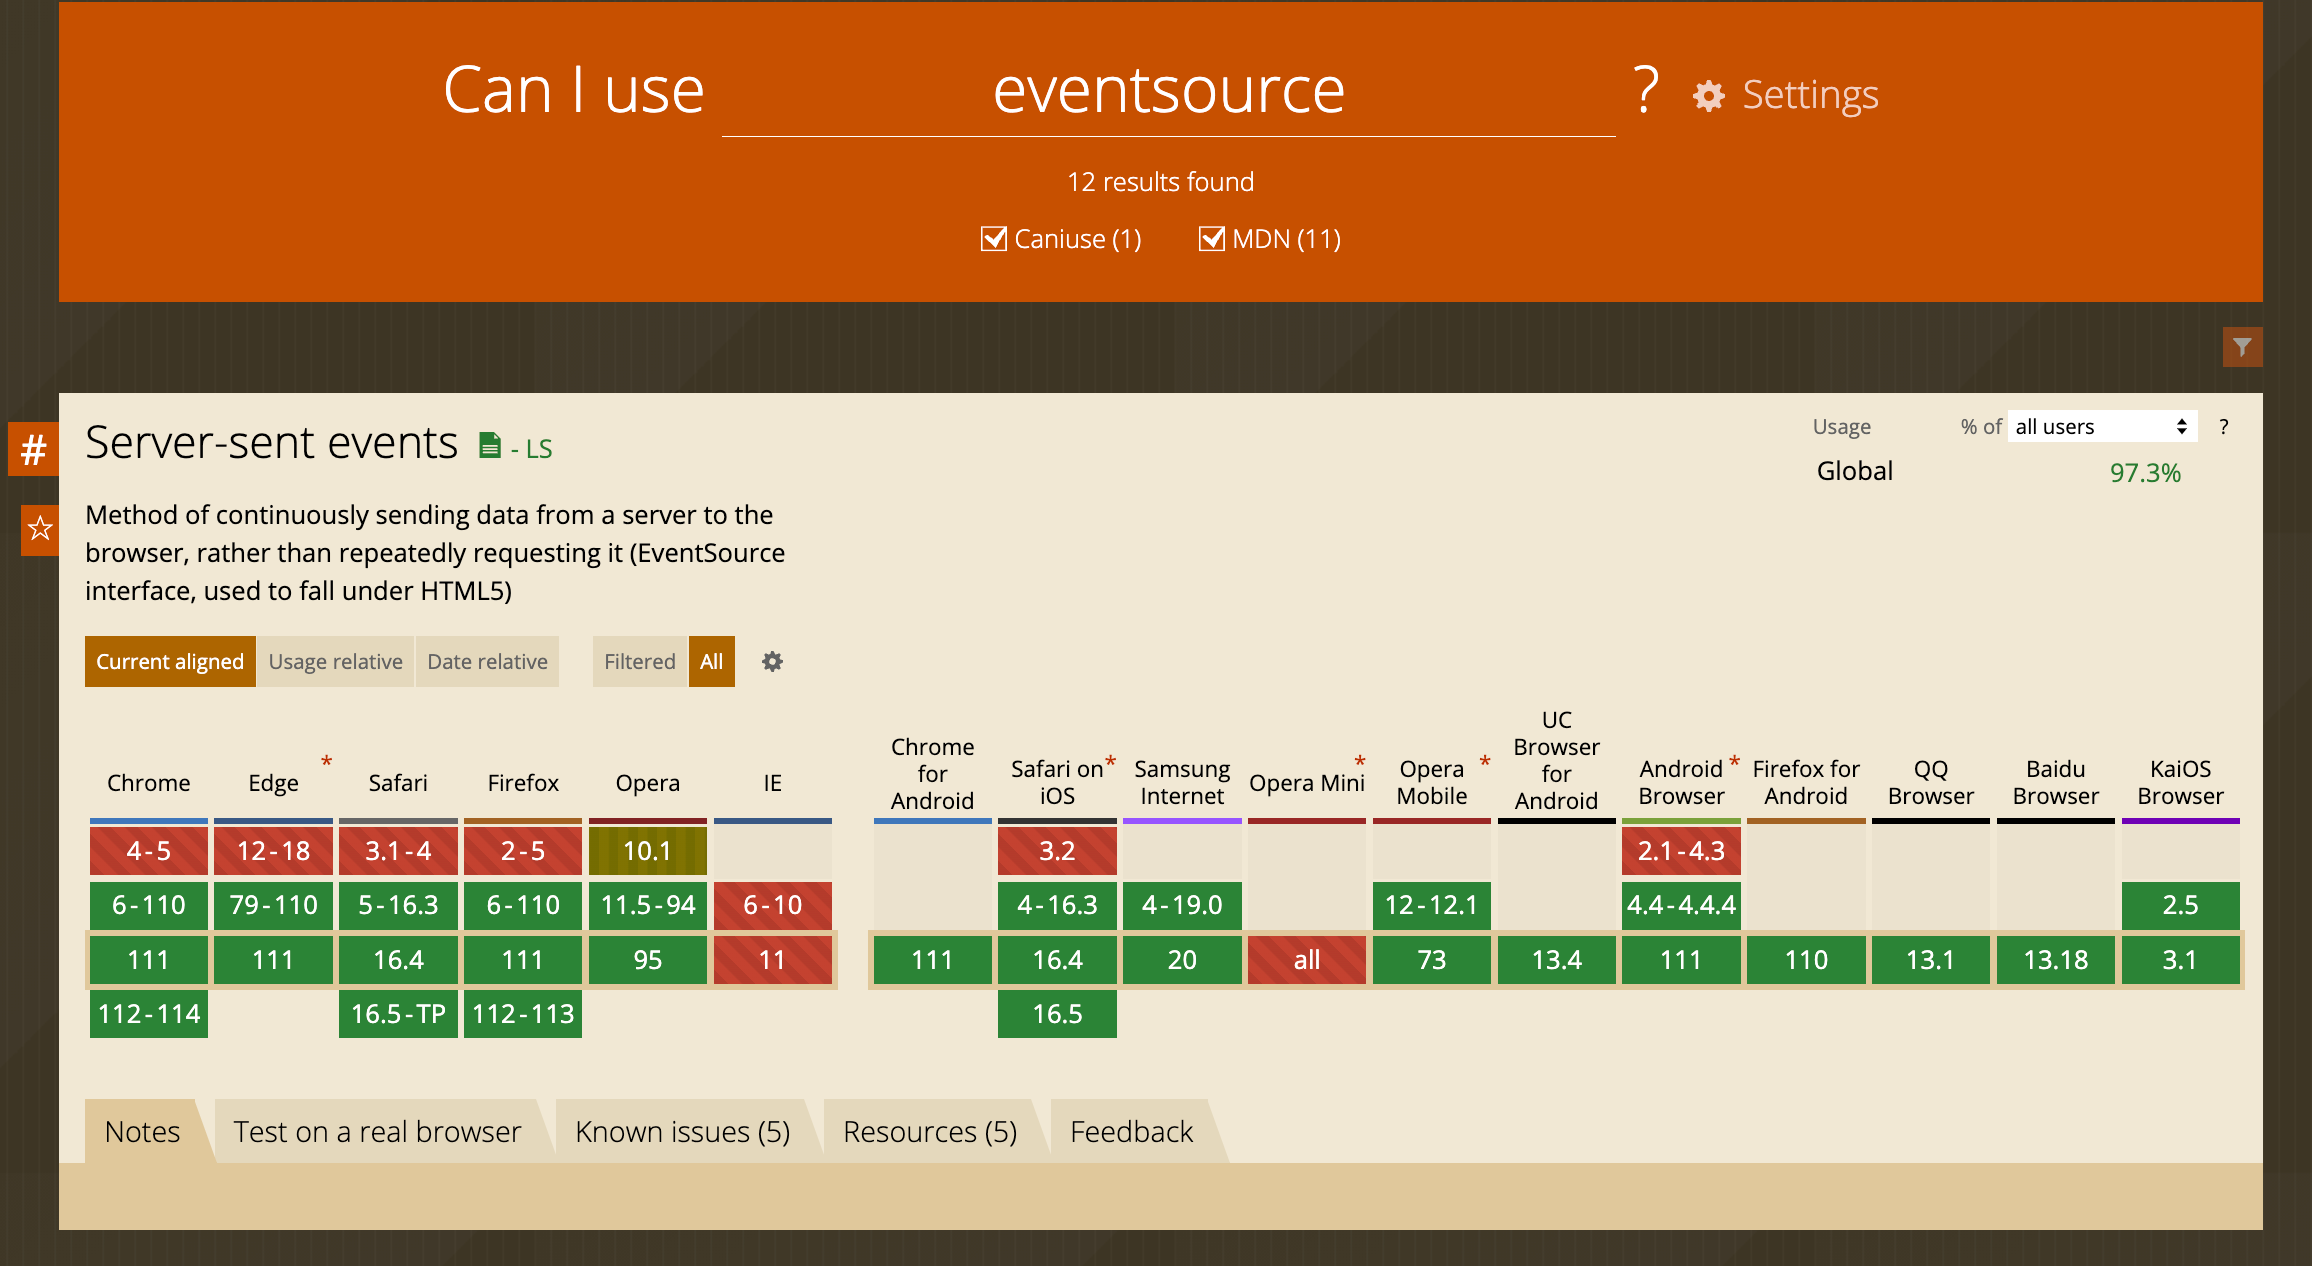 Can I use eventsource ? Settings
12 results found
Caniuse (1) MDN (11)
# Server-sent events - LS
Usage % of all users ?
Global 97.3%
Method of continuously sending data from a server to the
browser, rather than repeatedly requesting it (EventSource
interface, used to fall under HTML5)
Current aligned Usage relative Date relative Filtered All
Chrome Edge * Safari Firefox Opera IE
Chrome for Android Safari on iOS * Samsung Internet Opera Mini * Opera Mobile * UC Browser for Android Android Browser * Firefox for Android QQ Browser Baidu Browser KaiOS Browser
4-5 12-18 3.1-4 2-5 10.1 3.2 2.1-4.3
6-110 79-110 5-16.3 6-110 11.5-94 6-10 4-16.3 4-19.0 12-12.1 4.4-4.4.4 2.5
111 111 16.4 111 95 11 111 16.4 20 all 73 13.4 111 110 13.1 13.18 3.1
112-114 16.5-TP 112-113 16.5
Notes Test on a real browser Known issues (5) Resources (5) Feedback